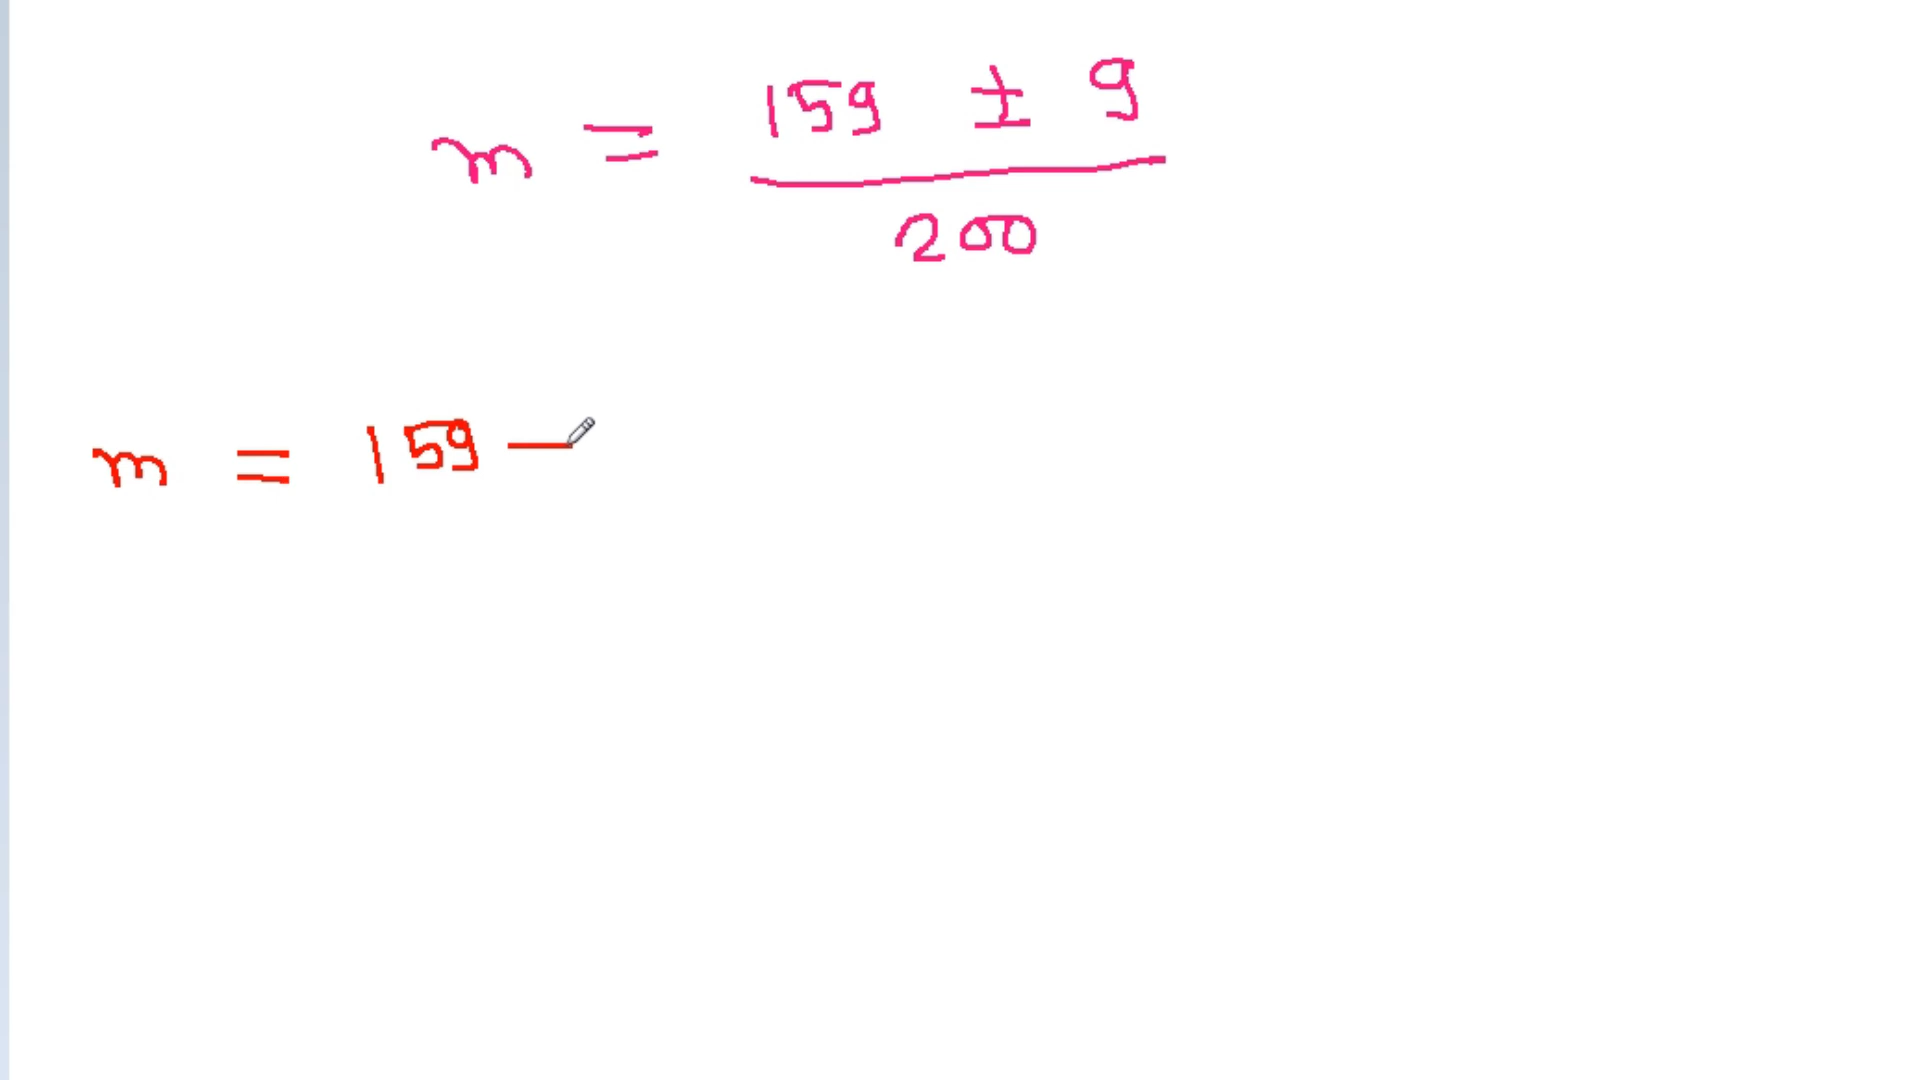 m = 159 ± 9
200
m = 159 —